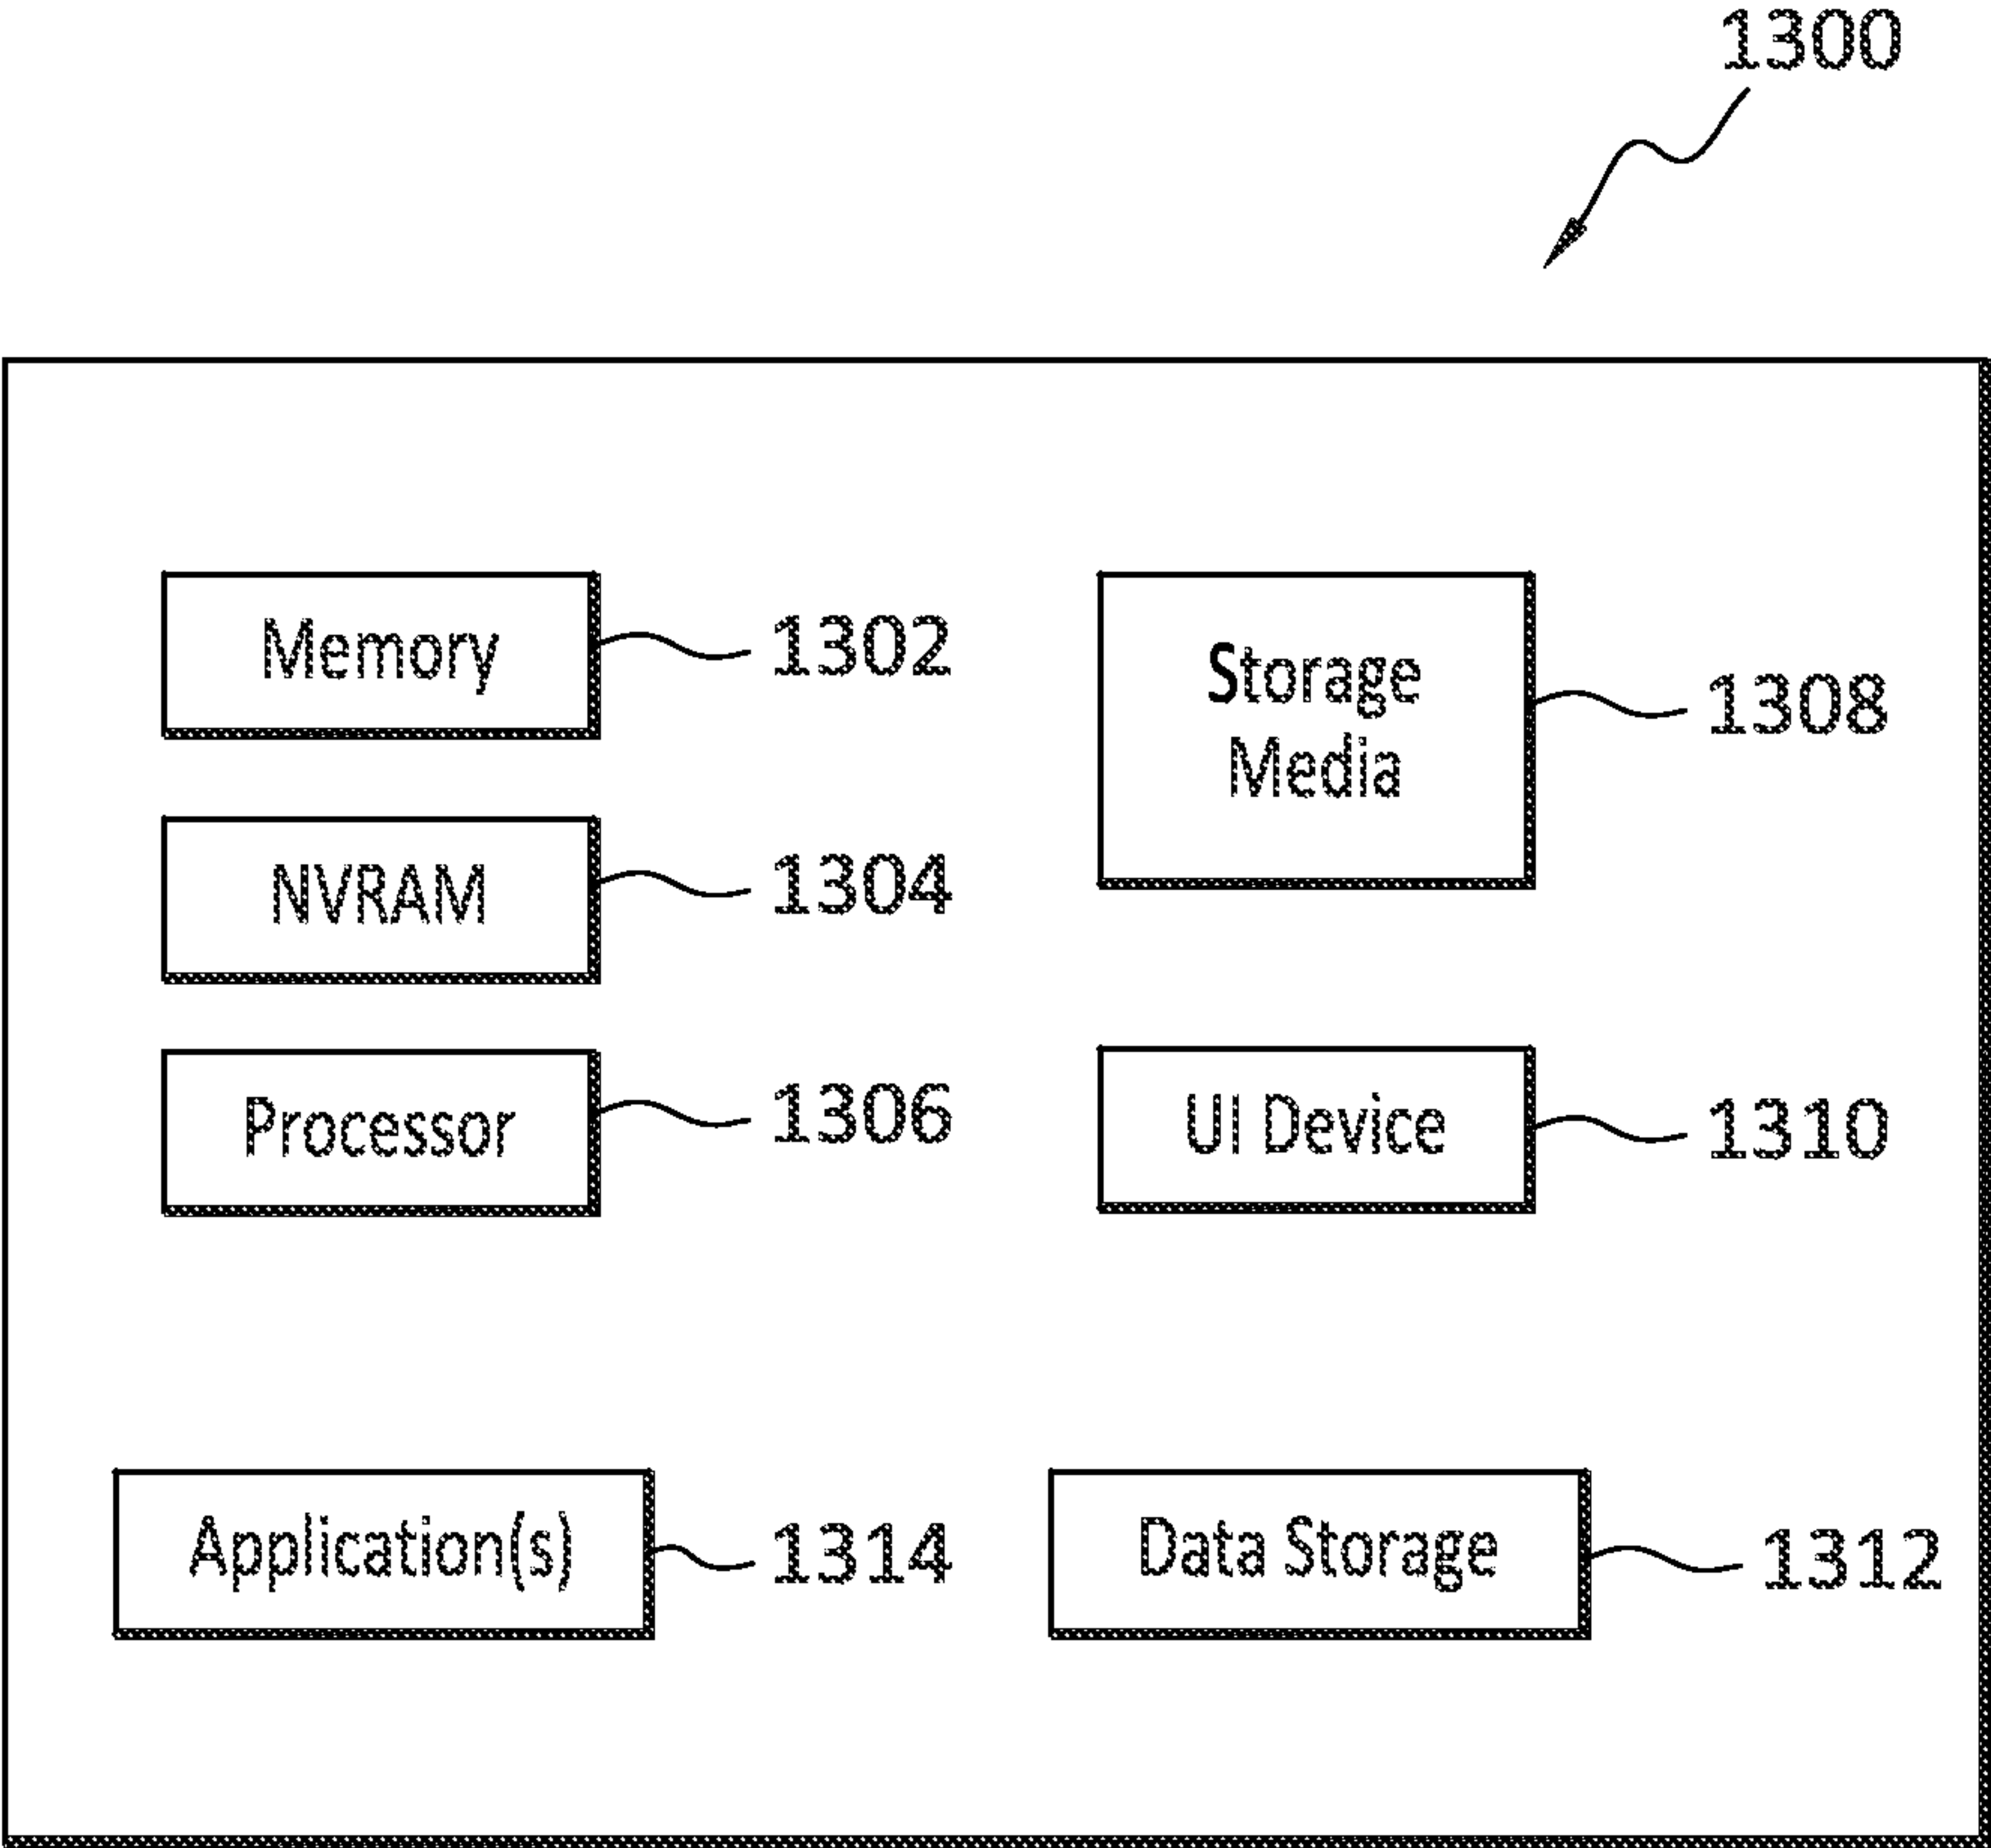 1300
Memory
1302
Storage
Media
1308
NVRAM
1304
Processor
1306
UI Device
1310
Application(s)
1314
Data Storage
1312